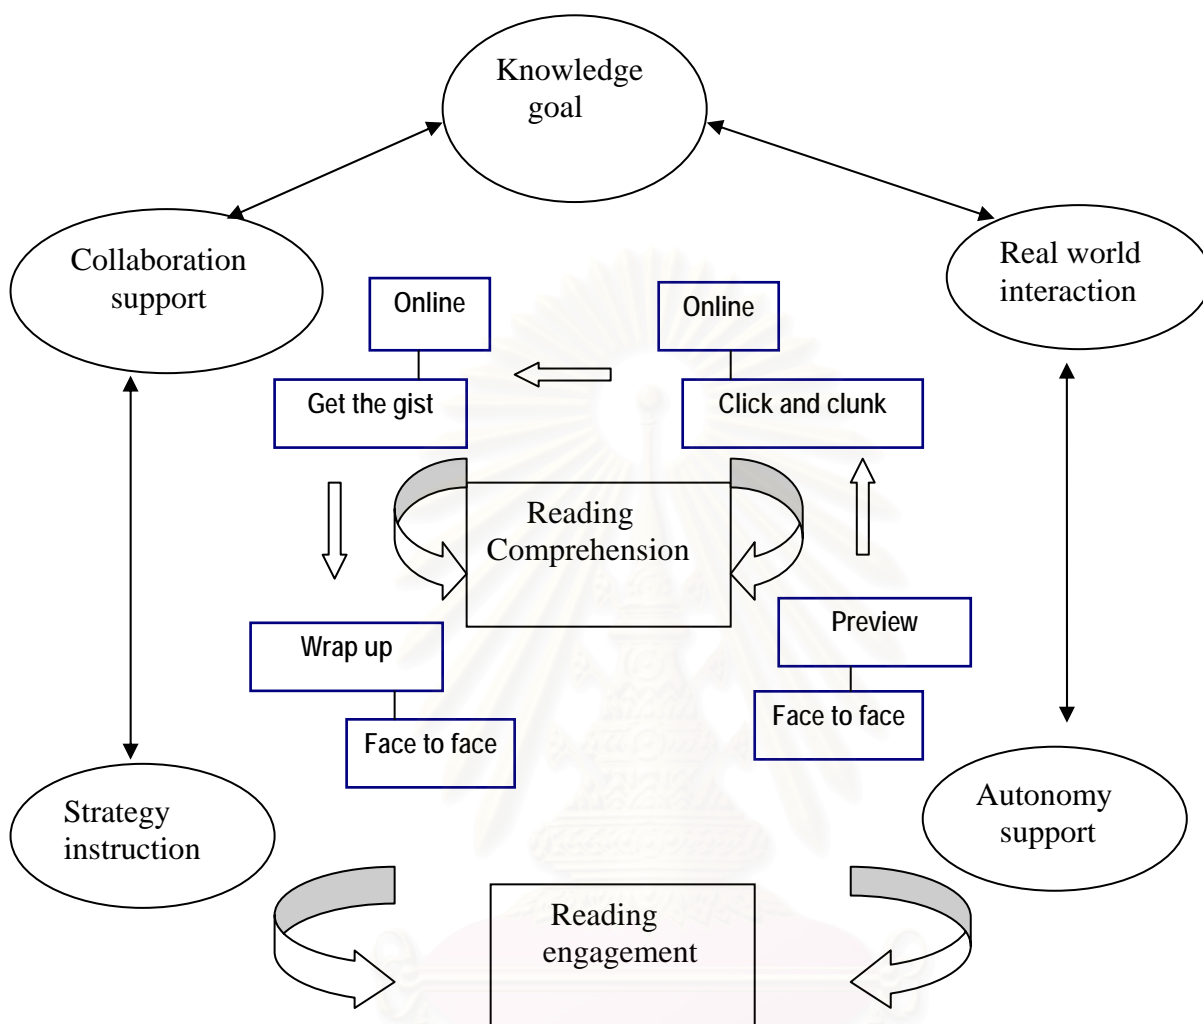 Knowledge
goal
Collaboration
support
Real world
interaction
Online
Online
Get the gist
Click and clunk
Reading
Comprehension
Wrap up
Face to face
Preview
Face to face
Strategy
instruction
Autonomy
support
Reading
engagement